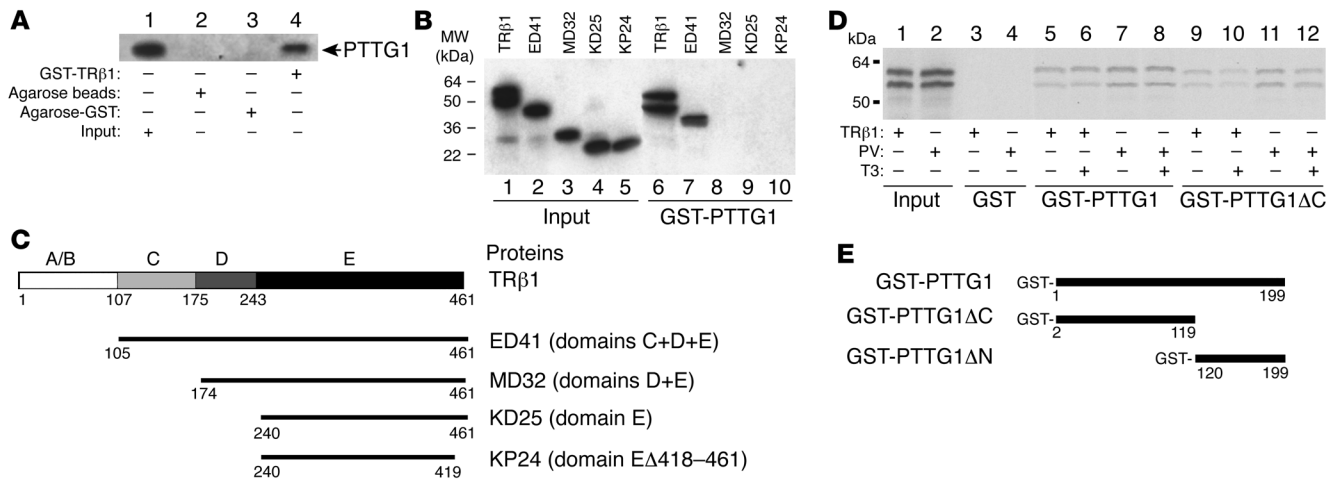 A
1 2 3 4
PTTG1
GST-TRβ1: – – – +
Agarose beads: – + – –
Agarose-GST: – – + –
Input: + – – –
B
MW
(kDa)
TRβ1 ED41 MD32 KD25 KP24 TRβ1 ED41 MD32 KD25 KP24
64 –
50 –
36 –
22 –
1 2 3 4 5 6 7 8 9 10
Input GST-PTTG1
C
A/B C D E
Proteins
TRβ1
1 107 175 243 461
ED41 (domains C+D+E)
105 461
MD32 (domains D+E)
174 461
KD25 (domain E)
240 461
KP24 (domain EΔ418–461)
240 419
D
1 2 3 4 5 6 7 8 9 10 11 12
kDa
64
50
TRβ1: + – + – + + – – + + – –
PV: – + – + – – + + – – + +
T3: – – – – – + – + – + – +
Input GST GST-PTTG1 GST-PTTG1ΔC
E
GST-PTTG1 GST-
1 199
GST-PTTG1ΔC GST-
2 119
GST-PTTG1ΔN GST-
120 199